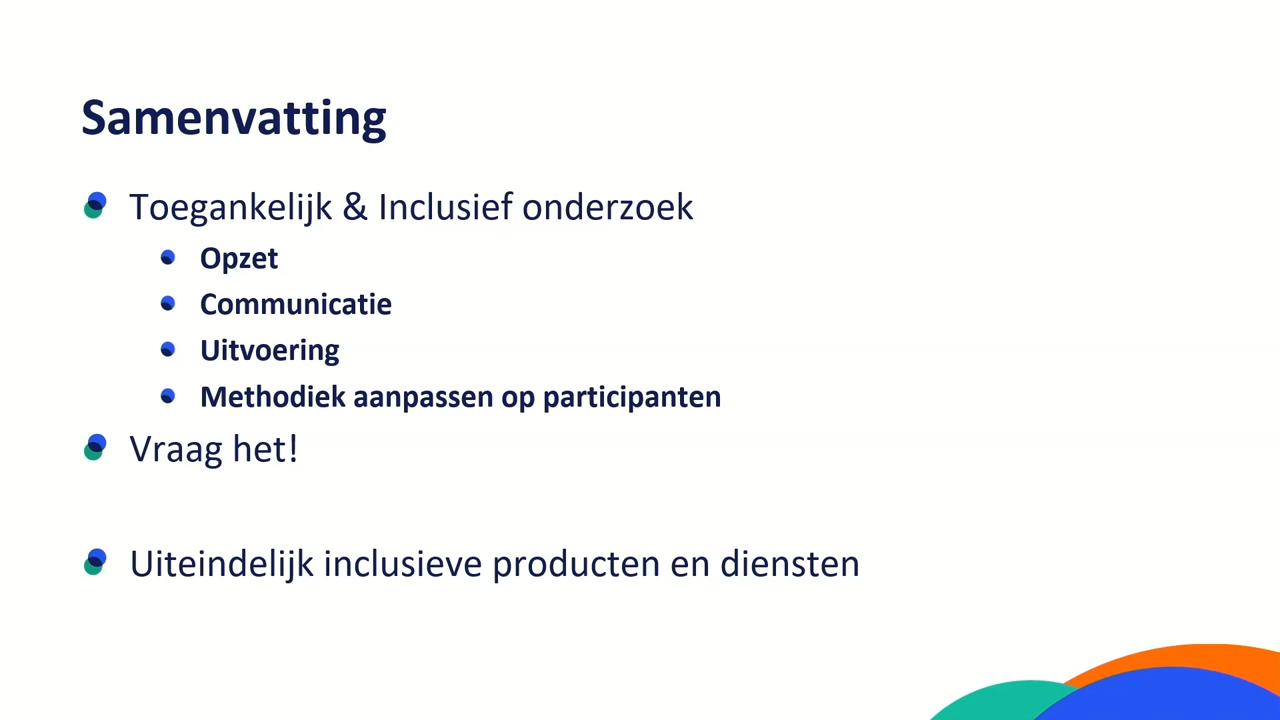 Samenvatting
Toegankelijk & Inclusief onderzoek
Opzet
Communicatie
Uitvoering
Methodiek aanpassen op participanten
Vraag het!
Uiteindelijk inclusieve producten en diensten